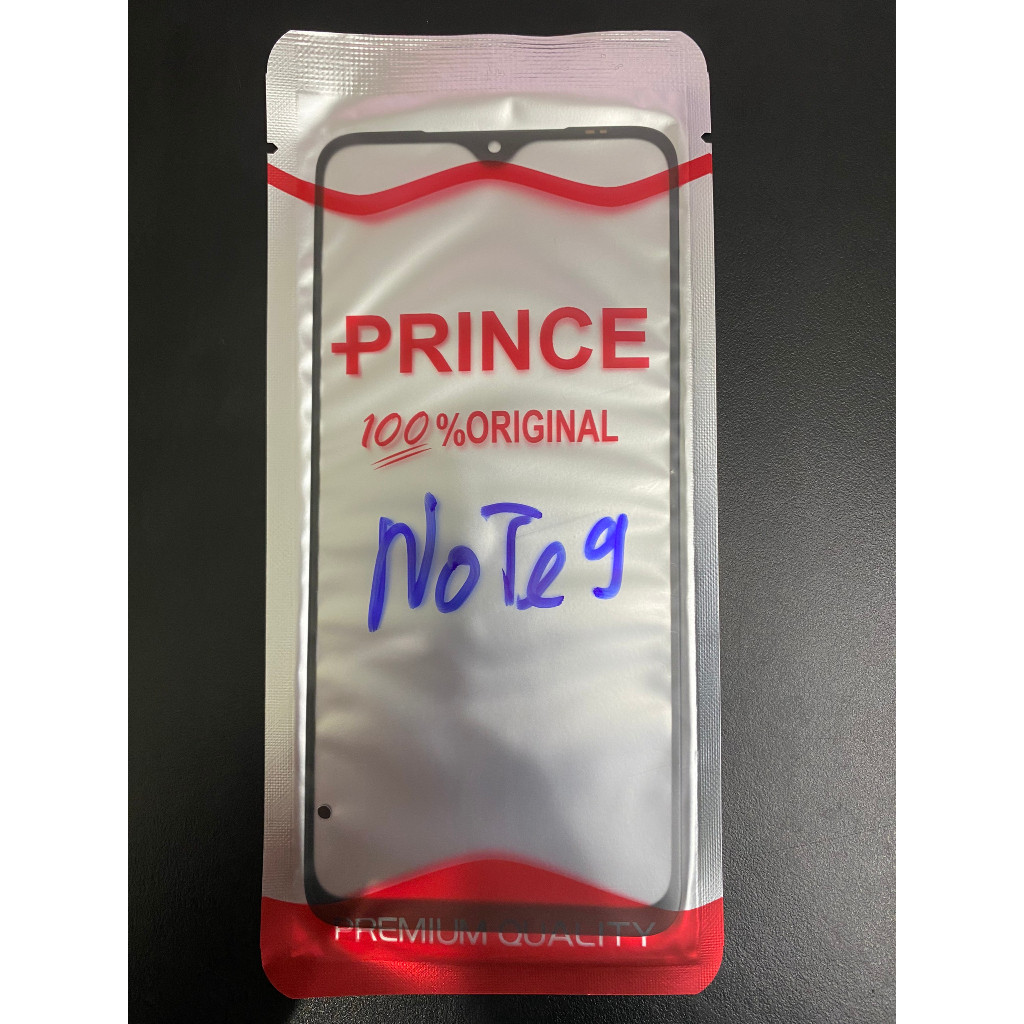 PRINCE
100 %ORIGINAL
NoTe 9
PREMIUM QUALITY